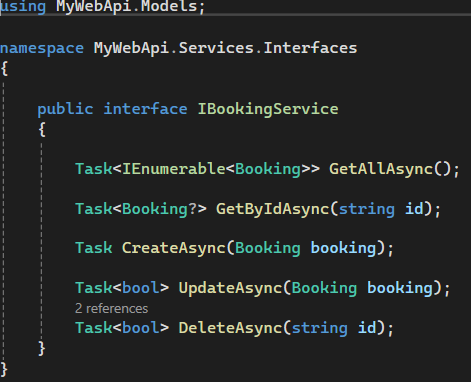 using MyWebApi.Models;
namespace MyWebApi.Services.Interfaces
{
public interface IBookingService
{
Task<IEnumerable<Booking>> GetAllAsync();
Task<Booking?> GetByIdAsync(string id);
Task CreateAsync(Booking booking);
Task<bool> UpdateAsync(Booking booking);
2 references
Task<bool> DeleteAsync(string id);
}
}